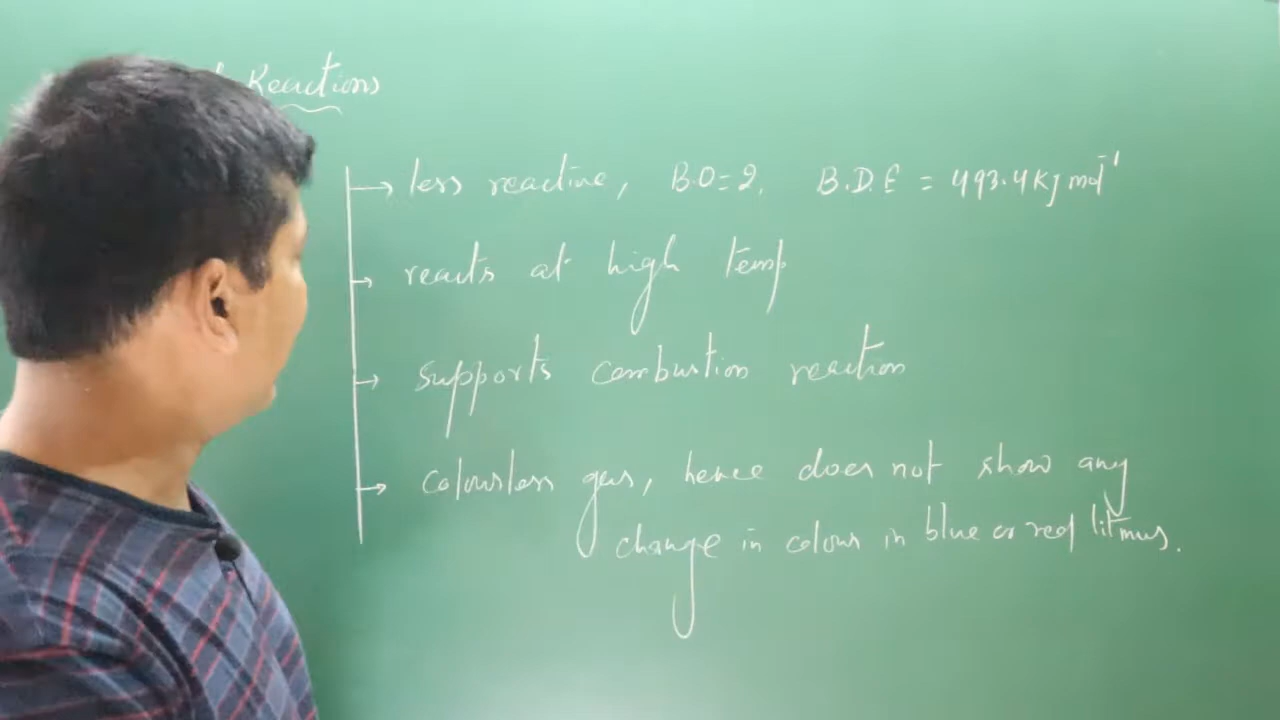 Reactions
less reactive, B.O=2, B.D.E = 493.4 KJ mol⁻¹
reacts at high temp
supports combustion reaction
colourless gas, hence does not show any
change in colour in blue or red litmus.